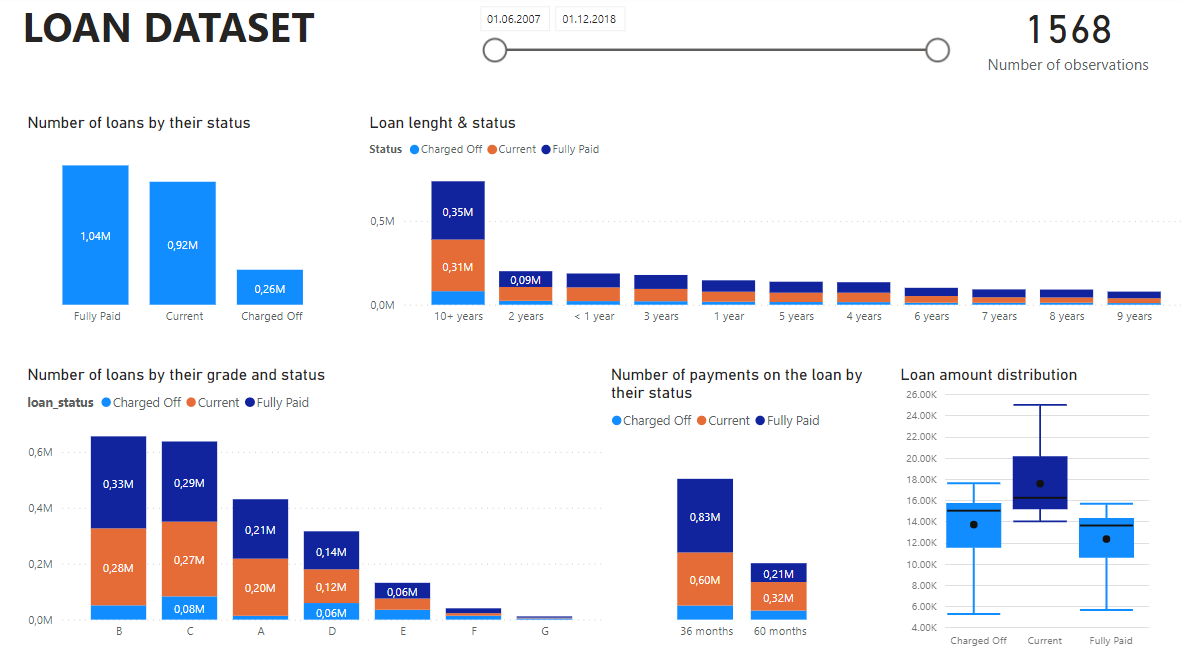 LOAN DATASET
01.06.2007 01.12.2018
1568
Number of observations
Number of loans by their status
1,04M
0,92M
0,26M
Fully Paid Current Charged Off
Loan lenght & status
Status Charged Off Current Fully Paid
0,5M
0,0M
0,35M
0,31M
0,09M
10+ years 2 years < 1 year 3 years 1 year 5 years 4 years 6 years 7 years 8 years 9 years
Number of loans by their grade and status
loan_status Charged Off Current Fully Paid
0,6M
0,4M
0,2M
0,0M
0,33M
0,28M
0,29M
0,27M
0,08M
0,21M
0,20M
0,14M
0,12M
0,06M
0,06M
B C A D E F G
Number of payments on the loan by
their status
Charged Off Current Fully Paid
0,83M
0,60M
0,21M
0,32M
36 months 60 months
Loan amount distribution
26.00K
24.00K
22.00K
20.00K
18.00K
16.00K
14.00K
12.00K
10.00K
8.00K
6.00K
4.00K
Charged Off Current Fully Paid